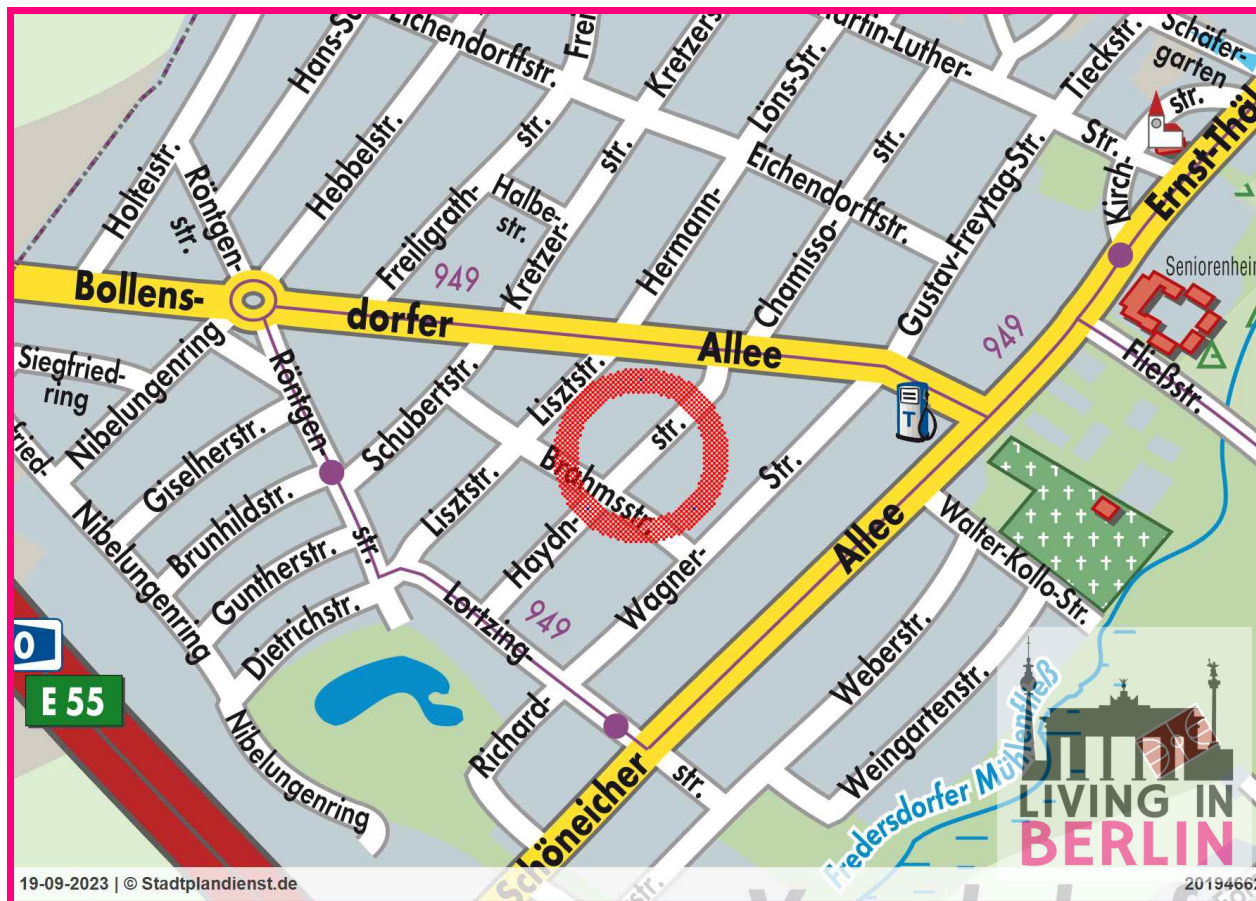 Hans-
Eichendorffstr.
Kretzer
Löns-Str.
Martin-Luther-
Tieckstr.
Schäfer-
garten
str.
Holteistr.
Röntgen-
str.
Hebbelstr.
Freiligrath-
str.
Halbe-
str.
Kretzer-
str.
Hermann-
Eichendorffstr.
Chamisso-
str.
Gustav-Freytag-Str.
Str.
Kirch-
Ernst-Thäl
Seniorenheim
949
Bollens-
dorfer
Allee
949
Fließstr.
Siegfried-
ring
Nibelungenring
Röntgen-
str.
Schubertstr.
Lisztstr.
Giselherstr.
Brunhildstr.
Guntherstr.
Dietrichstr.
Nibelungenring
Lisztstr.
Brahmsstr.
Haydn-
str.
Wagner-
Str.
T
Allee
Walter-Kollo-Str.
Lortzing-
949
str.
Richard-
Weberstr.
Weingartenstr.
Fredersdorfer Mühlenfließ
Schöneicher
str.
Nibelungenring
0
E 55
LIVING IN
BERLIN
19-09-2023 | © Stadtplandienst.de
2019466